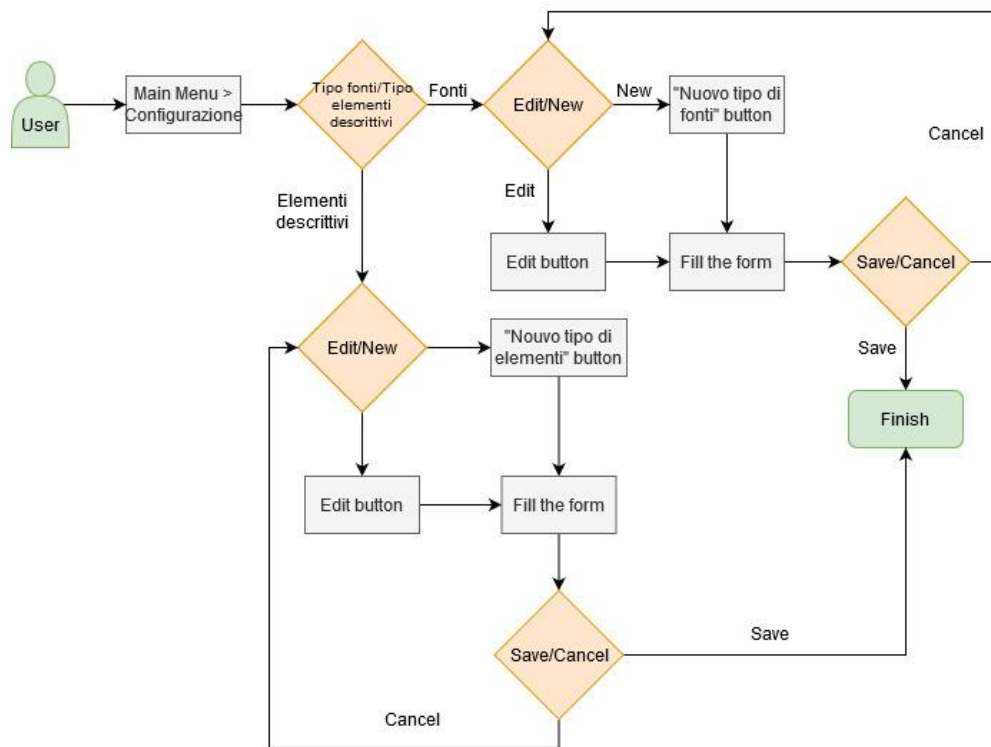 User
Main Menu >
Configurazione
Tipo fonti/Tipo
elementi
descrittivi
Fonti
Edit/New
New
"Nuovo tipo di
fonti" button
Cancel
Elementi
descrittivi
Edit
Edit button
Fill the form
Save/Cancel
Edit/New
"Nouvo tipo di
elementi" button
Save
Finish
Edit button
Fill the form
Save/Cancel
Save
Cancel